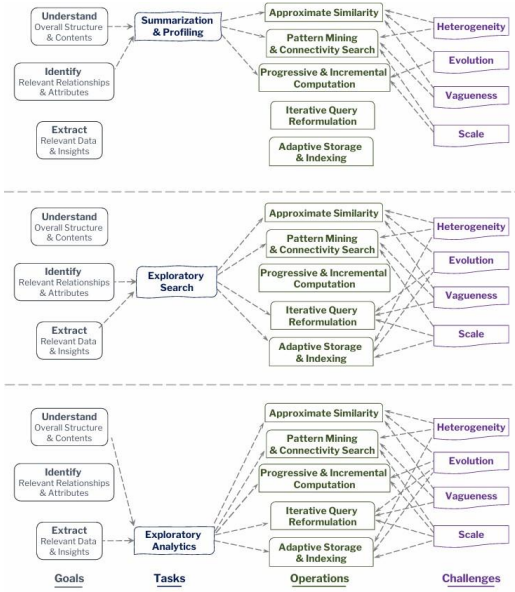 Understand
Overall Structure
& Contents
Identify
Relevant Relationships
& Attributes
Extract
Relevant Data
& Insights
Summarization
& Profiling
Approximate Similarity
Pattern Mining
& Connectivity Search
Progressive & Incremental
Computation
Iterative Query
Reformulation
Adaptive Storage
& Indexing
Heterogeneity
Evolution
Vagueness
Scale
Understand
Overall Structure
& Contents
Identify
Relevant Relationships
& Attributes
Extract
Relevant Data
& Insights
Exploratory
Search
Approximate Similarity
Pattern Mining
& Connectivity Search
Progressive & Incremental
Computation
Iterative Query
Reformulation
Adaptive Storage
& Indexing
Heterogeneity
Evolution
Vagueness
Scale
Understand
Overall Structure
& Contents
Identify
Relevant Relationships
& Attributes
Extract
Relevant Data
& Insights
Exploratory
Analytics
Approximate Similarity
Pattern Mining
& Connectivity Search
Progressive & Incremental
Computation
Iterative Query
Reformulation
Adaptive Storage
& Indexing
Heterogeneity
Evolution
Vagueness
Scale
Goals
Tasks
Operations
Challenges